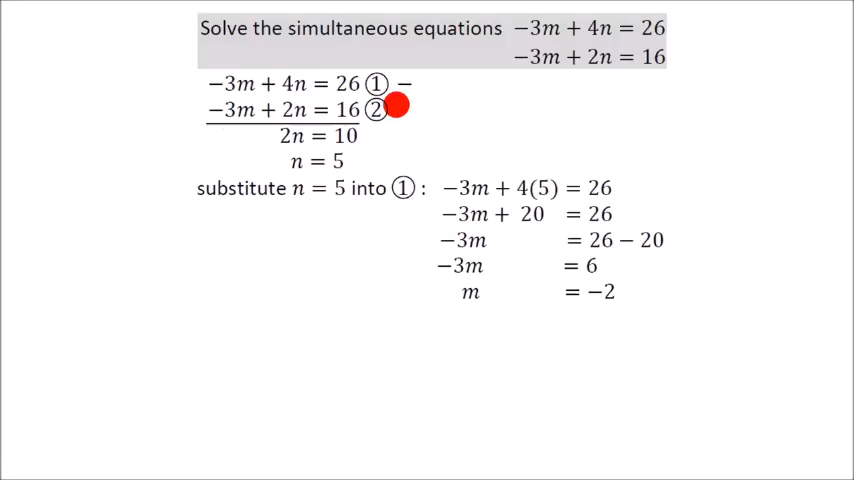 Solve the simultaneous equations −3m + 4n = 26
−3m + 2n = 16
−3m + 4n = 26 ① −
−3m + 2n = 16 ②
2n = 10
n = 5
substitute n = 5 into ① : −3m + 4(5) = 26
−3m + 20 = 26
−3m = 26 − 20
−3m = 6
m = −2